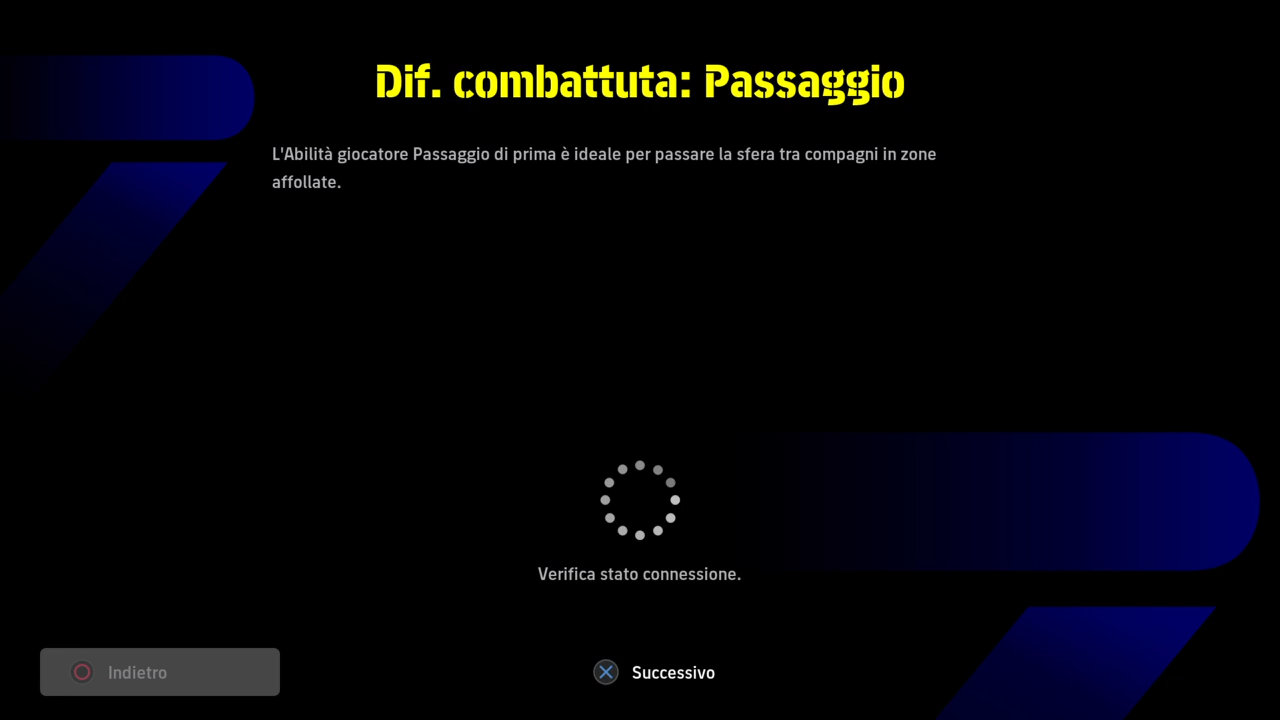 Dif. combattuta: Passaggio
L'Abilità giocatore Passaggio di prima è ideale per passare la sfera tra compagni in zone
affollate.
Verifica stato connessione.
Indietro
Successivo